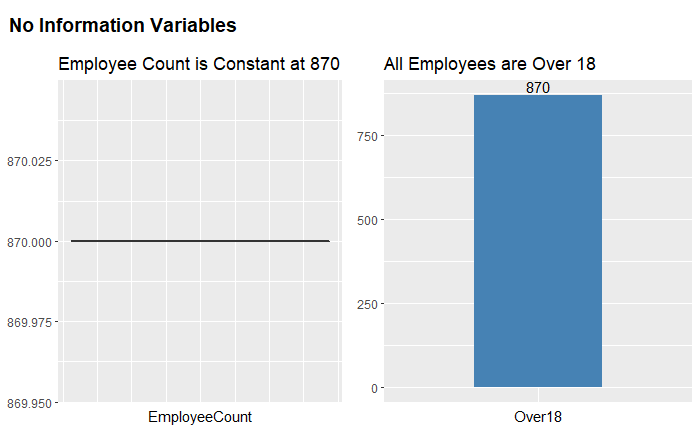 No Information Variables
Employee Count is Constant at 870
870.025
870.000
869.975
869.950
EmployeeCount
All Employees are Over 18
870
750
500
250
0
Over18